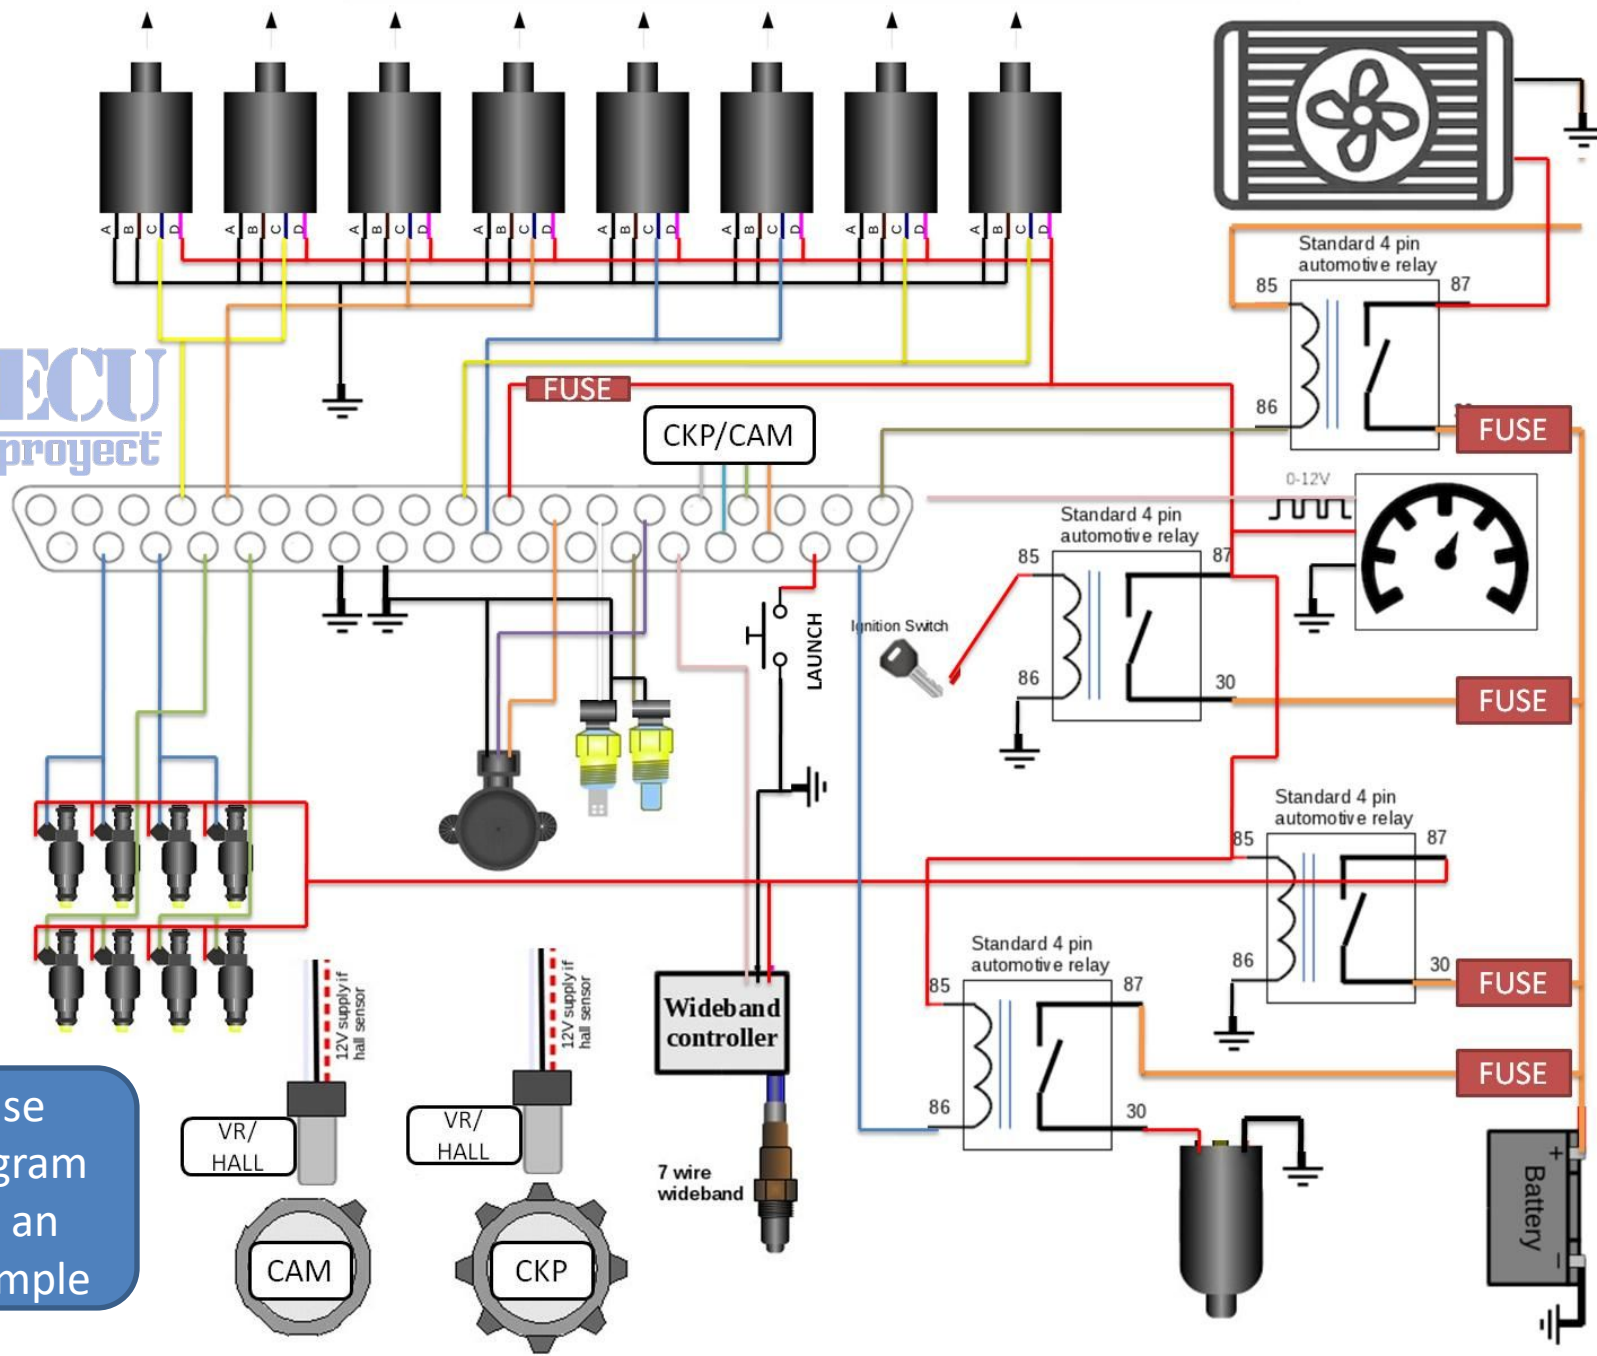 A B C D A B C D A B C D A B C D A B C D A B C D A B C D A B C D
Standard 4 pin
automotive relay
85
87
86
ECU
proyect
FUSE
CKP/CAM
FUSE
0-12V
Standard 4 pin
automotive relay
85
87
Ignition Switch
LAUNCH
86
30
FUSE
Standard 4 pin
automotive relay
85
87
86
30
FUSE
Standard 4 pin
automotive relay
85
87
86
30
FUSE
12V supply if
hall sensor
12V supply if
hall sensor
Wideband
controller
7 wire
wideband
VR/
HALL
VR/
HALL
CAM
CKP
se
gram
an
mple
+
Battery
–